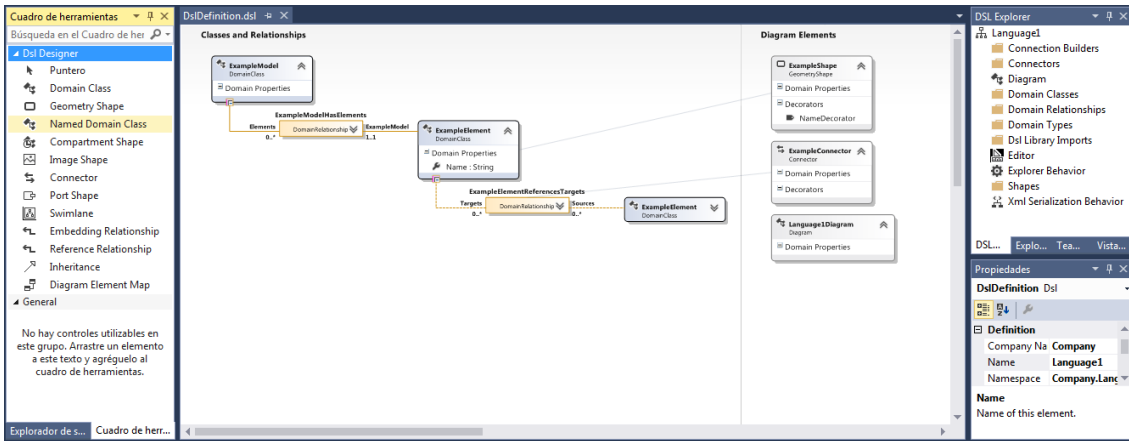 Cuadro de herramientas
Búsqueda en el Cuadro de her
Dsl Designer
Puntero
Domain Class
Geometry Shape
Named Domain Class
Compartment Shape
Image Shape
Connector
Port Shape
Swimlane
Embedding Relationship
Reference Relationship
Inheritance
Diagram Element Map
General
No hay controles utilizables en
este grupo. Arrastre un elemento
a este texto y agréguelo al
cuadro de herramientas.
Explorador de s...
Cuadro de herr...
DslDefinition.dsl
Classes and Relationships
ExampleModel
DomainClass
Domain Properties
ExampleModelHasElements
Elements
DomainRelationship
ExampleModel
0..*
1..1
ExampleElement
DomainClass
Domain Properties
Name : String
ExampleElementReferencesTargets
Targets
DomainRelationship
Sources
0..*
0..*
ExampleElement
DomainClass
Diagram Elements
ExampleShape
GeometryShape
Domain Properties
Decorators
NameDecorator
ExampleConnector
Connector
Domain Properties
Decorators
Language1Diagram
Diagram
Domain Properties
DSL Explorer
Language1
Connection Builders
Connectors
Diagram
Domain Classes
Domain Relationships
Domain Types
Dsl Library Imports
Editor
Explorer Behavior
Shapes
Xml Serialization Behavior
DSL...
Explo...
Tea...
Vista...
Propiedades
DslDefinition Dsl
Definition
Company Na Company
Name Language1
Namespace Company.Lang
Name
Name of this element.